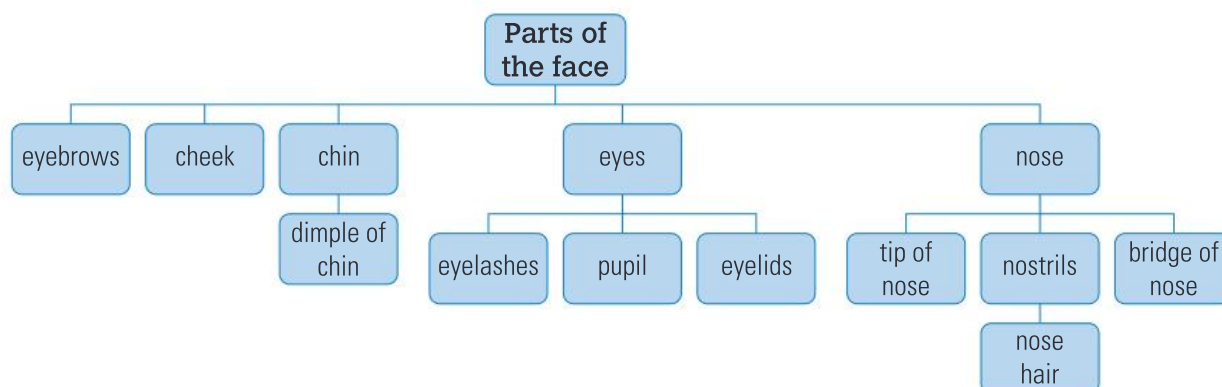 Parts of
the face
eyebrows
cheek
chin
eyes
nose
dimple of
chin
eyelashes
pupil
eyelids
tip of
nose
nostrils
bridge of
nose
nose
hair